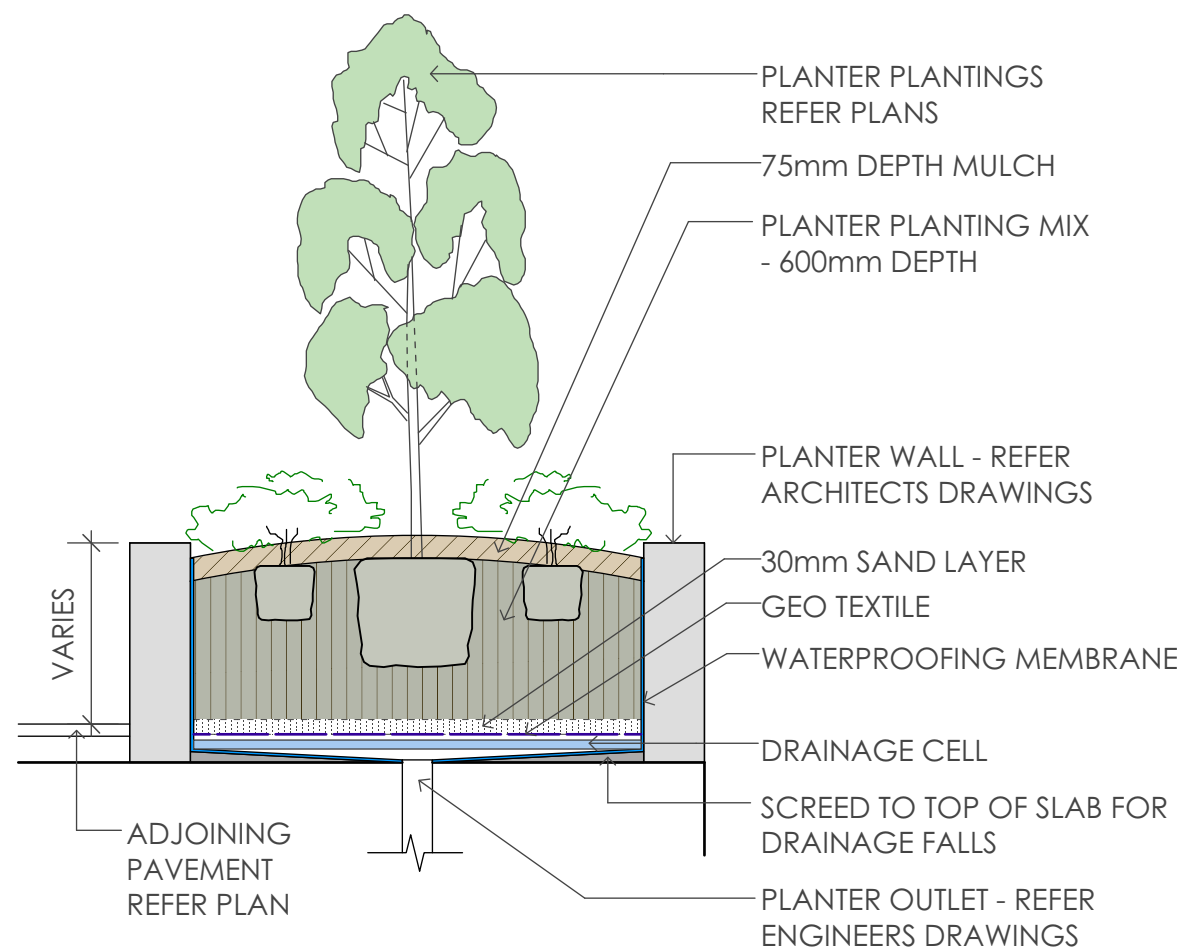 PLANTER PLANTINGS
REFER PLANS
75mm DEPTH MULCH
PLANTER PLANTING MIX
- 600mm DEPTH
PLANTER WALL - REFER
ARCHITECTS DRAWINGS
30mm SAND LAYER
GEO TEXTILE
WATERPROOFING MEMBRANE
DRAINAGE CELL
SCREED TO TOP OF SLAB FOR
DRAINAGE FALLS
PLANTER OUTLET - REFER
ENGINEERS DRAWINGS
VARIES
ADJOINING
PAVEMENT
REFER PLAN